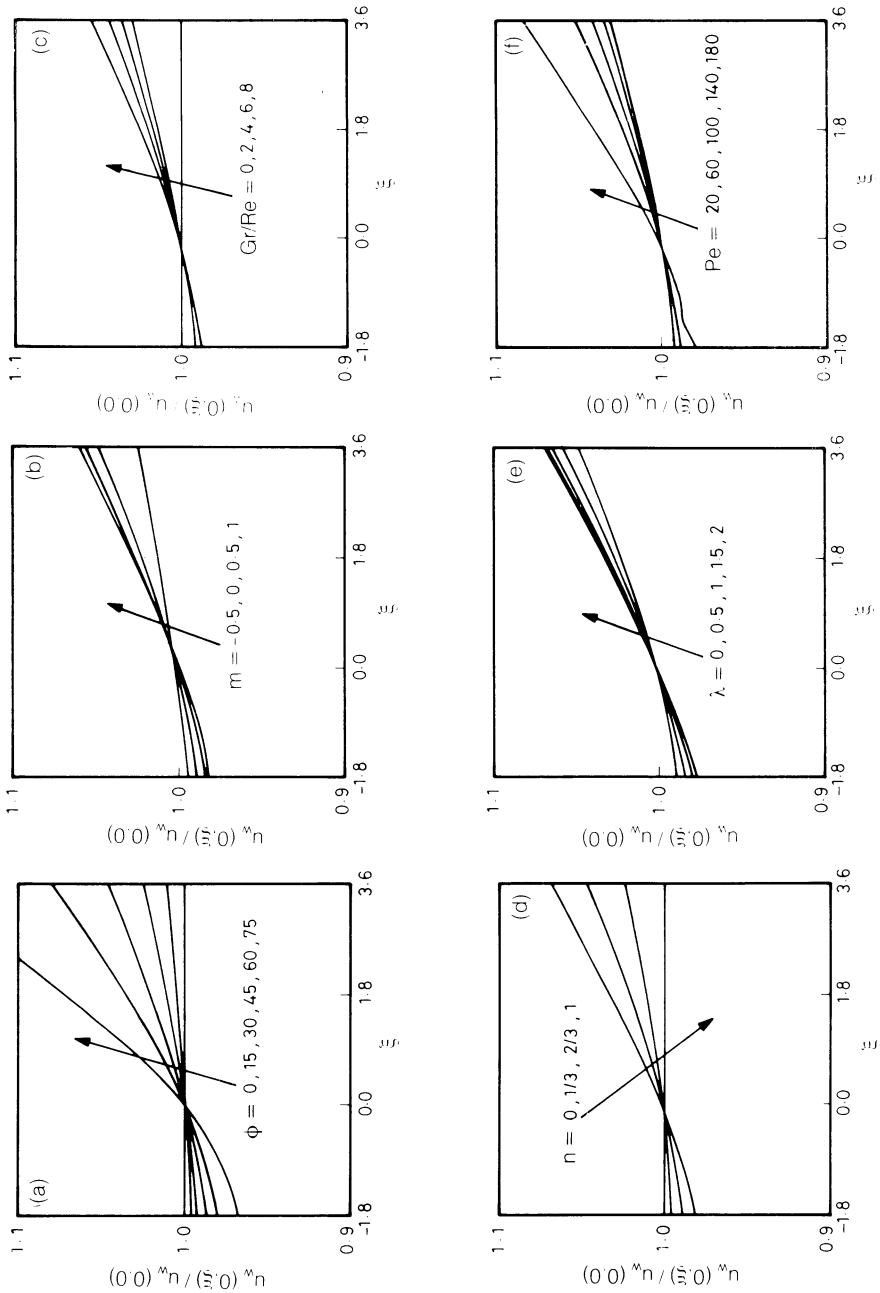 (a)
1·1
1·0
0·9
-1·8
0·0
1·8
3·6
ξ
u_w (0,ξ) / u_w (0,0)
φ = 0,15,30,45,60,75
(b)
1·1
1·0
0·9
-1·8
0·0
1·8
3·6
ξ
u_w (0,ξ) / u_w (0,0)
m = -0·5, 0, 0·5, 1
(c)
1·1
1·0
0·9
-1·8
0·0
1·8
3·6
ξ
u_w (0,ξ) / u_w (0,0)
Gr/Re = 0,2,4,6,8
(d)
1·1
1·0
0·9
-1·8
0·0
1·8
3·6
ξ
u_w (0,ξ) / u_w (0,0)
n = 0, 1/3, 2/3, 1
(e)
1·1
1·0
0·9
-1·8
0·0
1·8
3·6
ξ
u_w (0,ξ) / u_w (0,0)
λ = 0, 0·5, 1, 1·5, 2
(f)
1·1
1·0
0·9
-1·8
0·0
1·8
3·6
ξ
u_w (0,ξ) / u_w (0,0)
Pe = 20, 60, 100, 140, 180